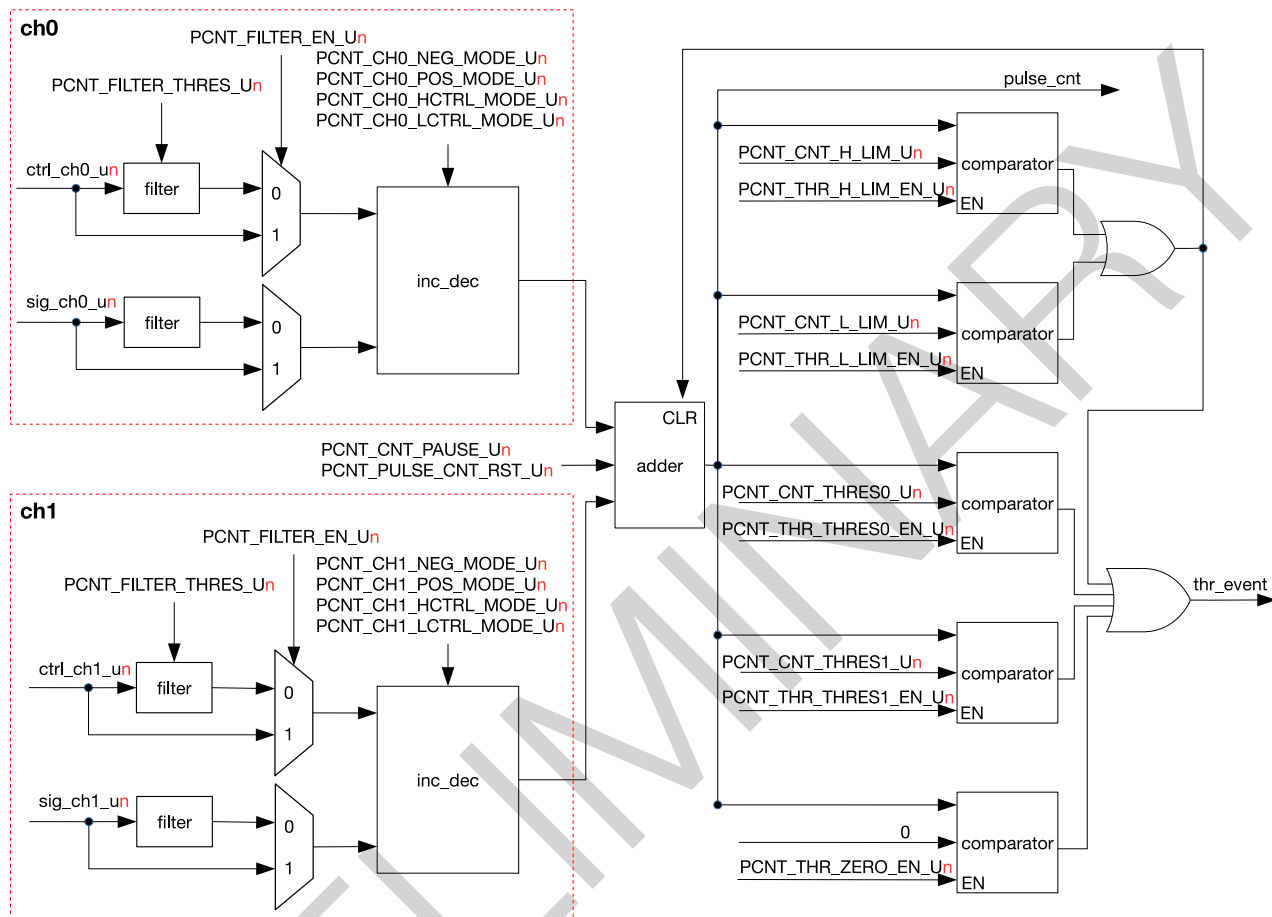 ch0
PCNT_FILTER_EN_Un
PCNT_CH0_NEG_MODE_Un
PCNT_CH0_POS_MODE_Un
PCNT_CH0_HCTRL_MODE_Un
PCNT_CH0_LCTRL_MODE_Un
PCNT_FILTER_THRES_Un
ctrl_ch0_un
filter
0
1
inc_dec
sig_ch0_un
filter
0
1
PCNT_CNT_PAUSE_Un
PCNT_PULSE_CNT_RST_Un
CLR
adder
ch1
PCNT_FILTER_EN_Un
PCNT_CH1_NEG_MODE_Un
PCNT_CH1_POS_MODE_Un
PCNT_CH1_HCTRL_MODE_Un
PCNT_CH1_LCTRL_MODE_Un
PCNT_FILTER_THRES_Un
ctrl_ch1_un
filter
0
1
inc_dec
sig_ch1_un
filter
0
1
pulse_cnt
PCNT_CNT_H_LIM_Un
comparator
PCNT_THR_H_LIM_EN_Un
EN
PCNT_CNT_L_LIM_Un
comparator
PCNT_THR_L_LIM_EN_Un
EN
PCNT_CNT_THRES0_Un
comparator
PCNT_THR_THRES0_EN_Un
EN
thr_event
PCNT_CNT_THRES1_Un
comparator
PCNT_THR_THRES1_EN_Un
EN
0
comparator
PCNT_THR_ZERO_EN_Un
EN
ELIMINARY